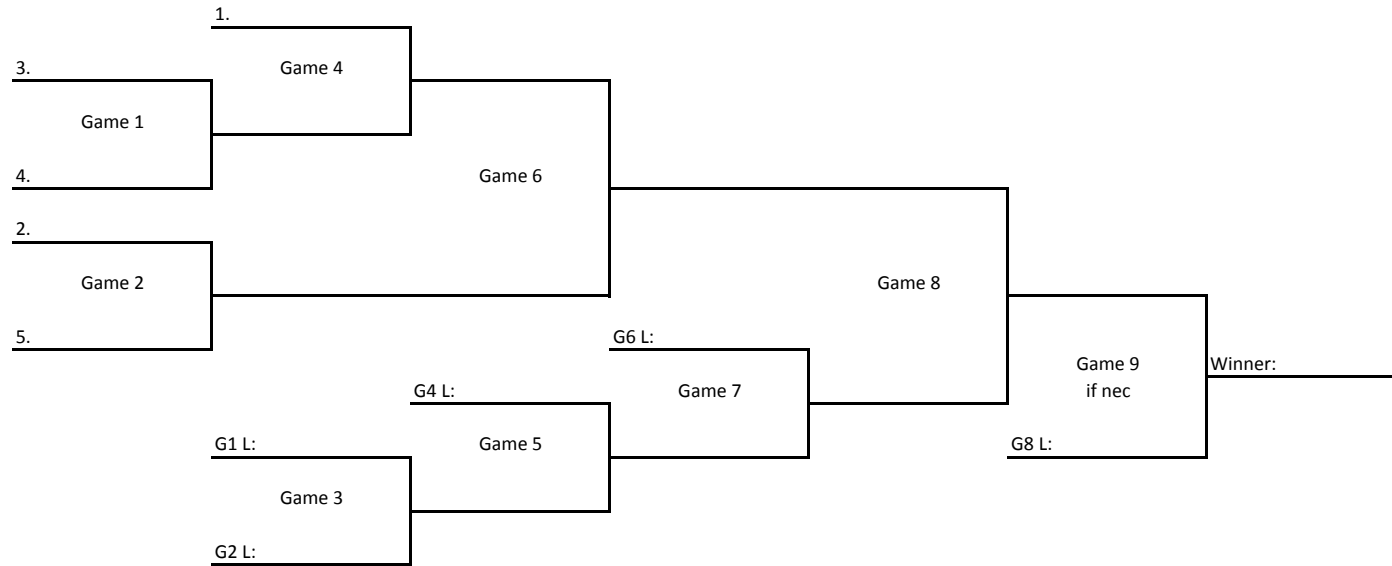 1.
Game 4
3.
Game 1
4.
Game 6
2.
Game 2
Game 8
5.
G6 L:
Game 9
if nec
Winner:
G4 L:
Game 7
G1 L:
Game 5
G8 L:
Game 3
G2 L: